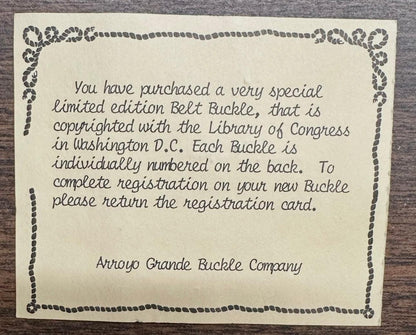 You have purchased a very special
limited edition Belt Buckle, that is
copyrighted with the Library of Congress
in Washington D.C. Each Buckle is
individually numbered on the back. To
complete registration on your new Buckle
please return the registration card.
Arroyo Grande Buckle Company